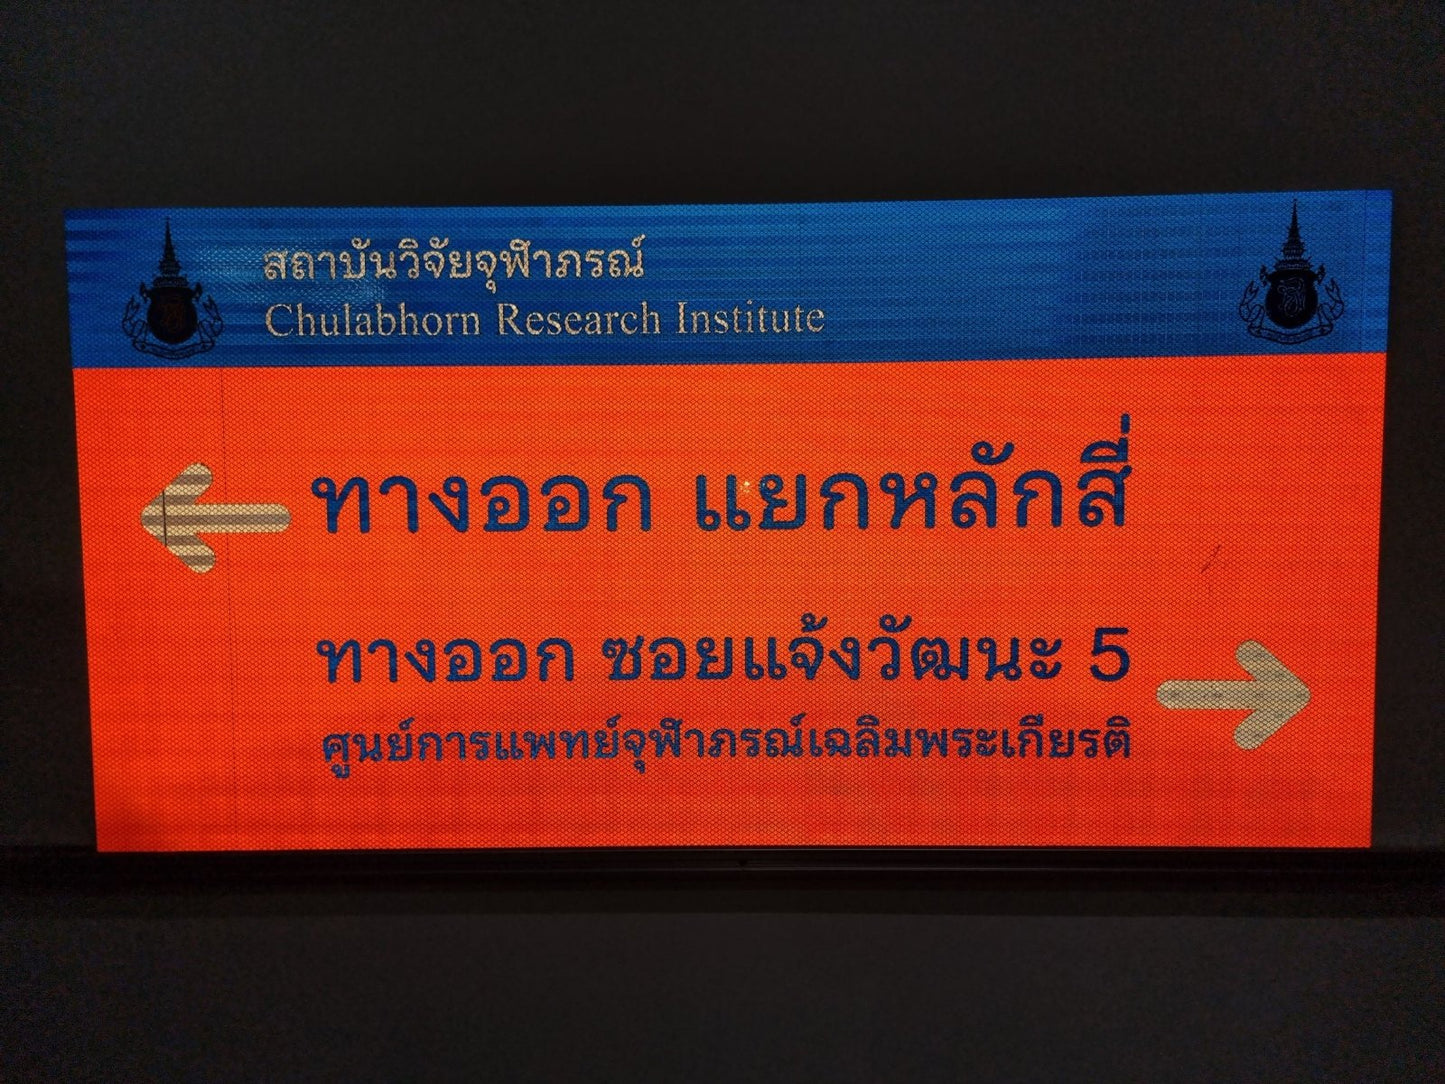 สถาบันวิจัยจุฬาภรณ์
Chulabhorn Research Institute
ทางออก แยกหลักสี่
ทางออก ซอยแจ้งวัฒนะ 5
ศูนย์การแพทย์จุฬาภรณ์เฉลิมพระเกียรติ